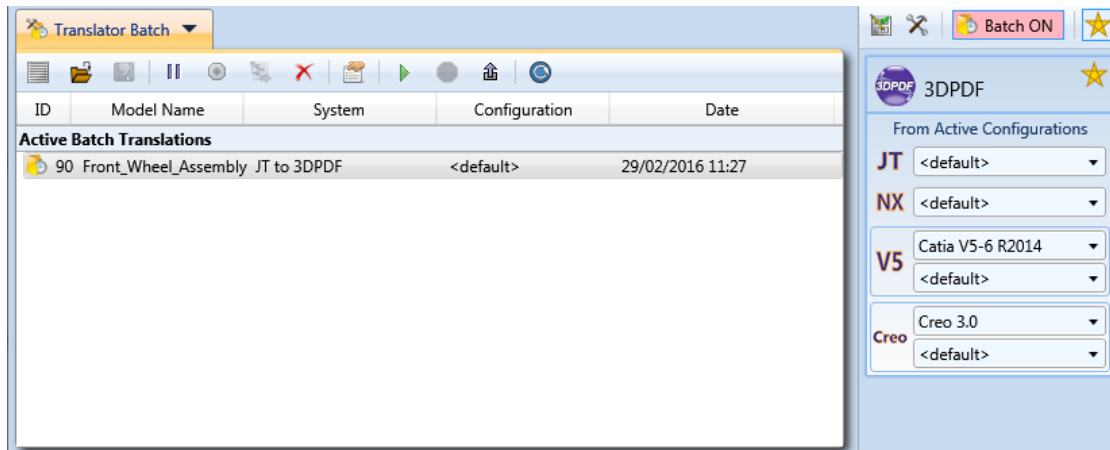 Translator Batch
Batch ON
ID Model Name System Configuration Date
Active Batch Translations
90 Front_Wheel_Assembly JT to 3DPDF <default> 29/02/2016 11:27
3DPDF 3DPDF
From Active Configurations
JT <default>
NX <default>
V5 Catia V5-6 R2014
<default>
Creo Creo 3.0
<default>